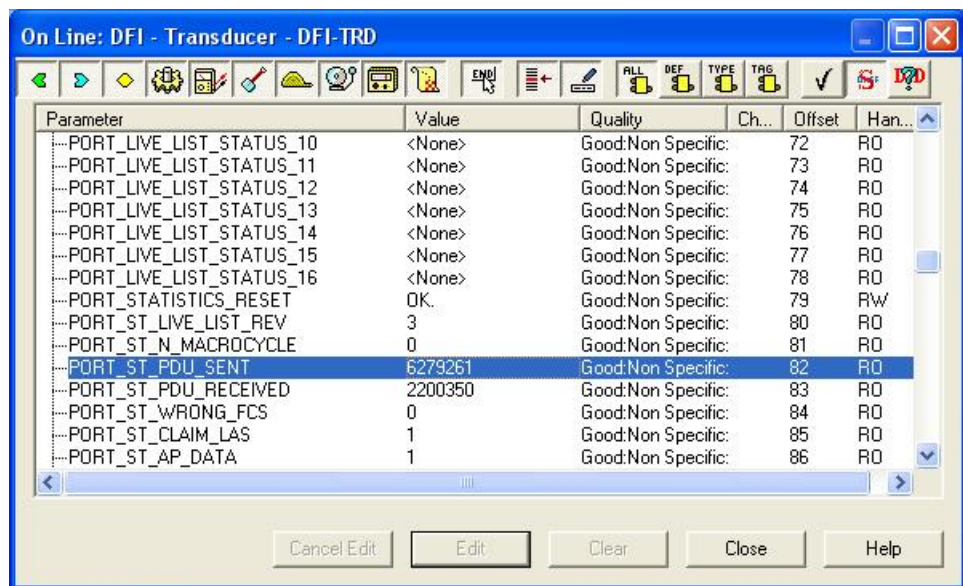 On Line: DFI - Transducer - DFI-TRD
END ALL DEF TYPE TAG
Parameter Value Quality Ch... Offset Han...
PORT_LIVE_LIST_STATUS_10 <None> Good:Non Specific: 72 RO
PORT_LIVE_LIST_STATUS_11 <None> Good:Non Specific: 73 RO
PORT_LIVE_LIST_STATUS_12 <None> Good:Non Specific: 74 RO
PORT_LIVE_LIST_STATUS_13 <None> Good:Non Specific: 75 RO
PORT_LIVE_LIST_STATUS_14 <None> Good:Non Specific: 76 RO
PORT_LIVE_LIST_STATUS_15 <None> Good:Non Specific: 77 RO
PORT_LIVE_LIST_STATUS_16 <None> Good:Non Specific: 78 RO
PORT_STATISTICS_RESET OK. Good:Non Specific: 79 RW
PORT_ST_LIVE_LIST_REV 3 Good:Non Specific: 80 RO
PORT_ST_N_MACROCYCLE 0 Good:Non Specific: 81 RO
PORT_ST_PDU_SENT 6279261 Good:Non Specific: 82 RO
PORT_ST_PDU_RECEIVED 2200350 Good:Non Specific: 83 RO
PORT_ST_WRONG_FCS 0 Good:Non Specific: 84 RO
PORT_ST_CLAIM_LAS 1 Good:Non Specific: 85 RO
PORT_ST_AP_DATA 1 Good:Non Specific: 86 RO
Cancel Edit Edit Clear Close Help